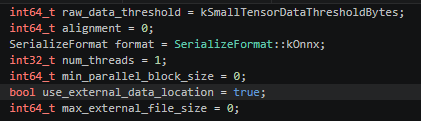 int64_t raw_data_threshold = kSmallTensorDataThresholdBytes;
int64_t alignment = 0;
SerializeFormat format = SerializeFormat::kOnnx;
int32_t num_threads = 1;
int64_t min_parallel_block_size = 0;
bool use_external_data_location = true;
int64_t max_external_file_size = 0;